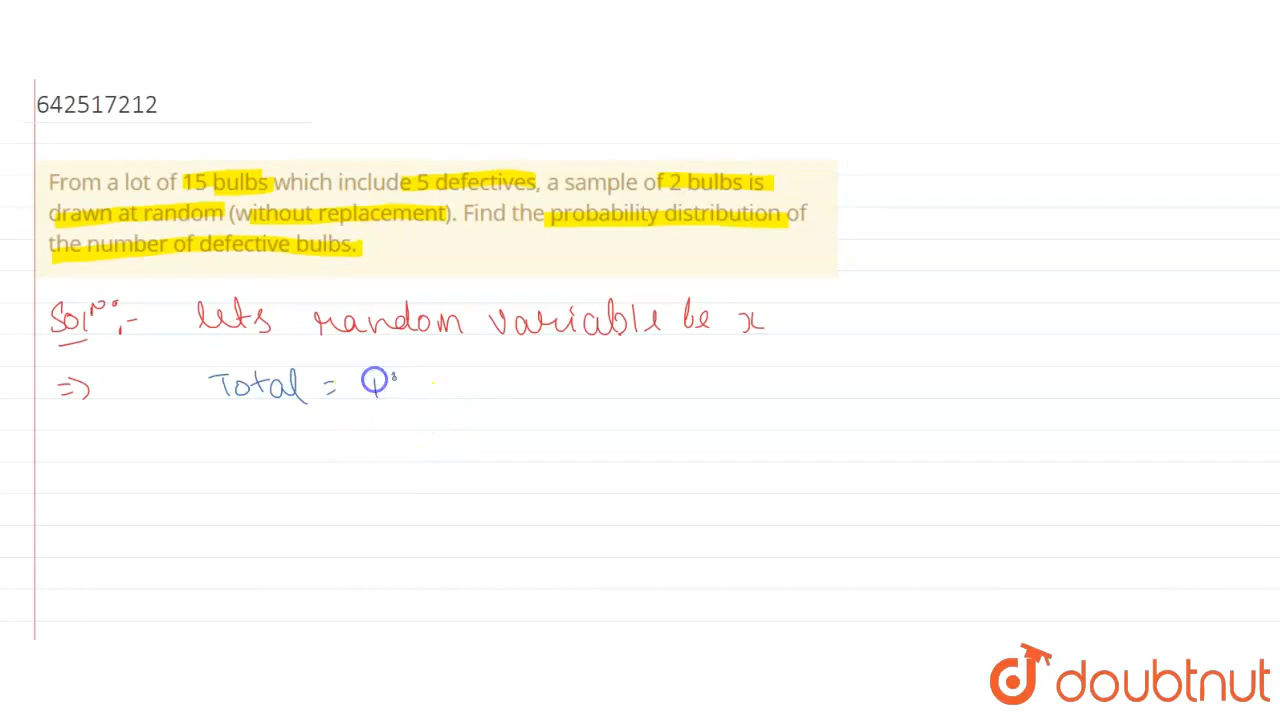 642517212
From a lot of 15 bulbs which include 5 defectives, a sample of 2 bulbs is
drawn at random (without replacement). Find the probability distribution of
the number of defective bulbs.
Solⁿ:- lets random variable be x
=> Total = 1
doubtnut